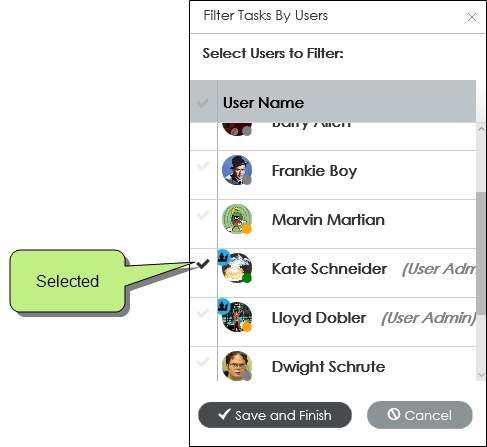 Filter Tasks By Users
Select Users to Filter:
User Name
Barry Allen
Frankie Boy
Marvin Martian
Selected
Kate Schneider (User Adm
Lloyd Dobler (User Admin)
Dwight Schrute
Save and Finish
Cancel